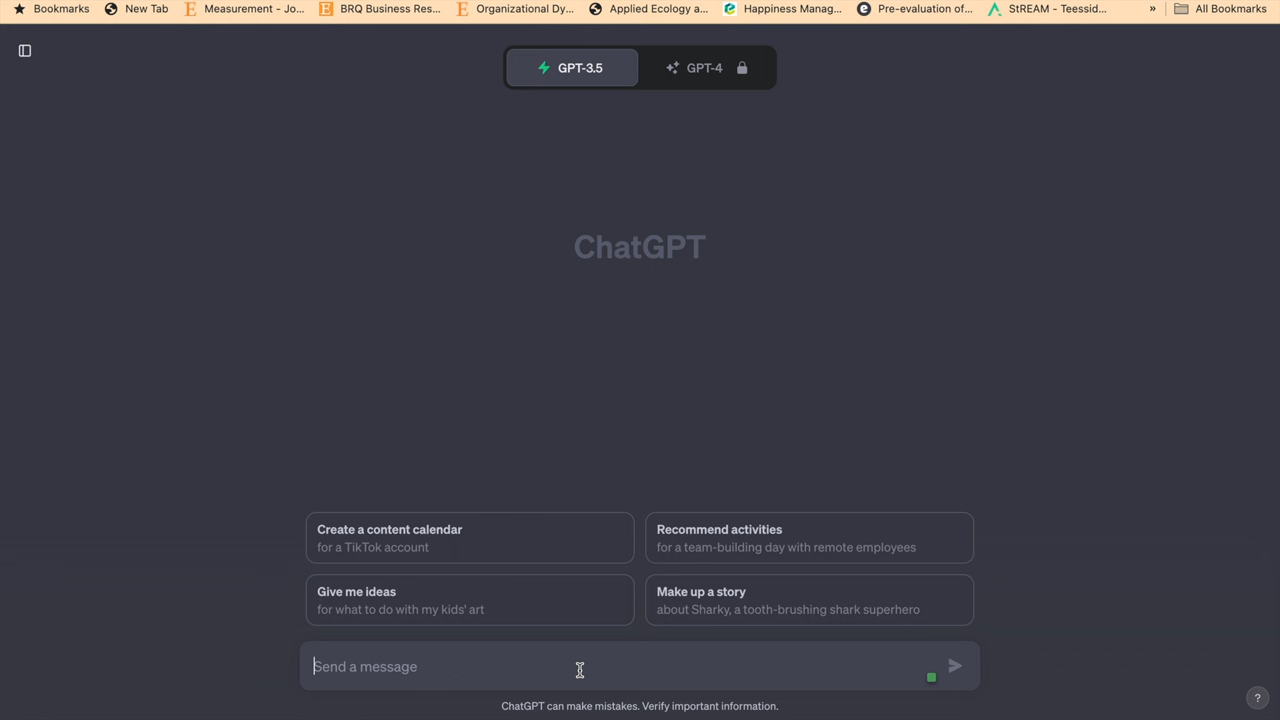 Bookmarks New Tab Measurement - Jo... BRQ Business Res... Organizational Dy... Applied Ecology a... Happiness Manag... Pre-evaluation of... StREAM - Teessid... » All Bookmarks
GPT-3.5 GPT-4
ChatGPT
Create a content calendar
for a TikTok account
Recommend activities
for a team-building day with remote employees
Give me ideas
for what to do with my kids' art
Make up a story
about Sharky, a tooth-brushing shark superhero
Send a message
ChatGPT can make mistakes. Verify important information.
?